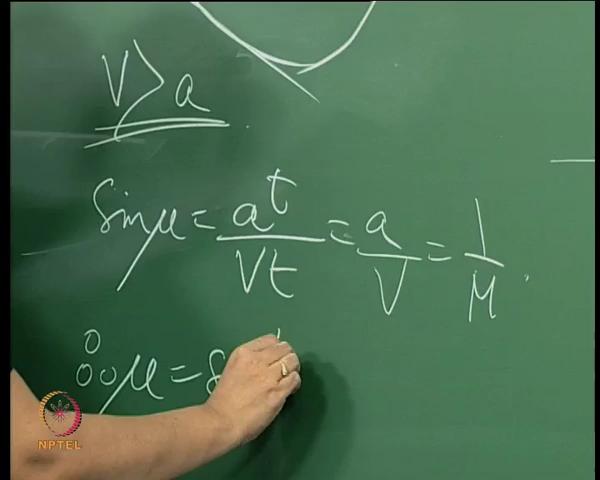 V > a
Sin μ = at / Vt = a / V = 1 / M.
∴ μ = S
NPTEL